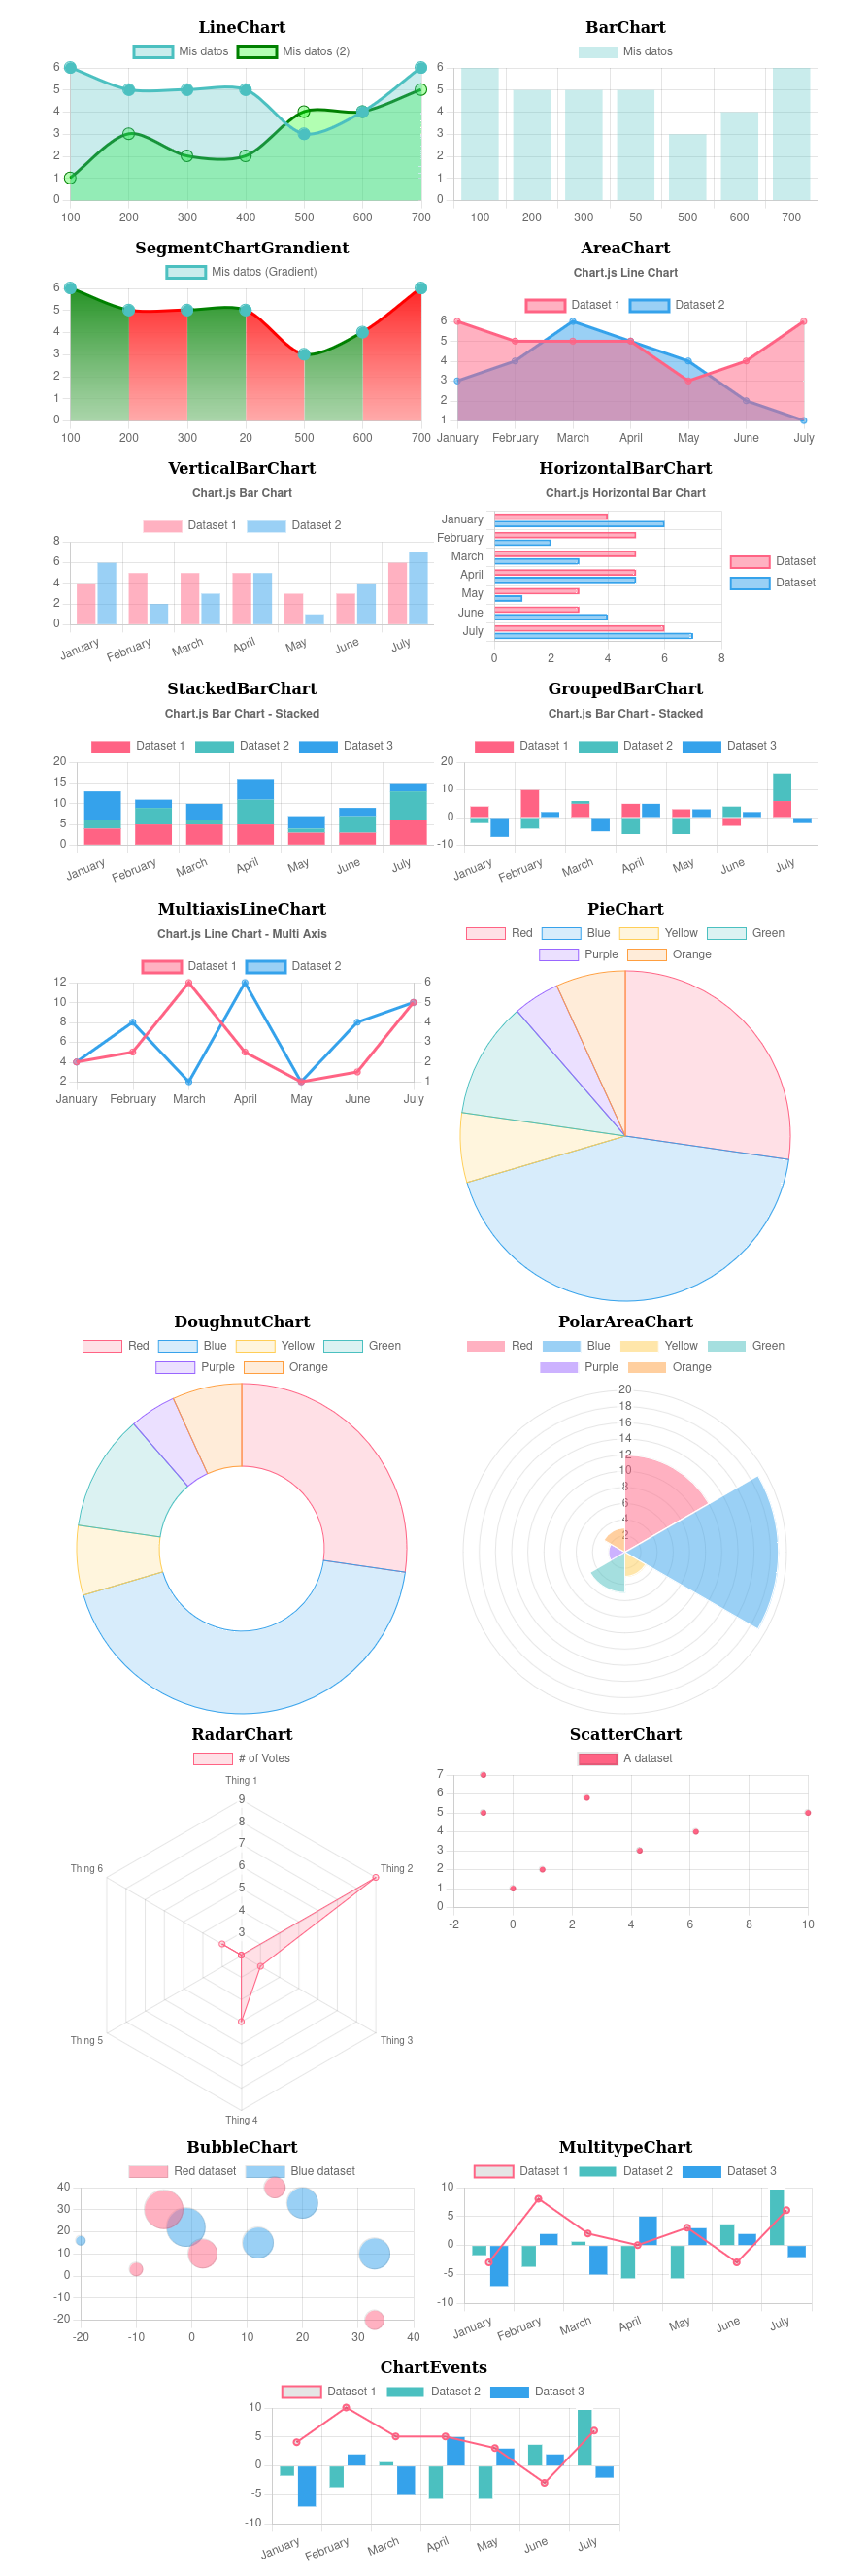 LineChart
Mis datos Mis datos (2)
6
5
4
3
2
1
0
100 200 300 400 500 600 700
BarChart
Mis datos
6
5
4
3
2
1
0
100 200 300 50 500 600 700
SegmentChartGrandient
Mis datos (Gradient)
6
5
4
3
2
1
0
100 200 300 20 500 600 700
AreaChart
Chart.js Line Chart
Dataset 1 Dataset 2
6
5
4
3
2
1
January February March April May June July
VerticalBarChart
Chart.js Bar Chart
Dataset 1 Dataset 2
8
6
4
2
0
January February March April May June July
HorizontalBarChart
Chart.js Horizontal Bar Chart
January
February
March
April
May
June
July
0 2 4 6 8
Dataset
Dataset
StackedBarChart
Chart.js Bar Chart - Stacked
Dataset 1 Dataset 2 Dataset 3
20
15
10
5
0
January February March April May June July
GroupedBarChart
Chart.js Bar Chart - Stacked
Dataset 1 Dataset 2 Dataset 3
20
10
0
-10
January February March April May June July
MultiaxisLineChart
Chart.js Line Chart - Multi Axis
Dataset 1 Dataset 2
12 6
10 5
8 4
6 3
4 2
2 1
January February March April May June July
PieChart
Red Blue Yellow Green
Purple Orange
DoughnutChart
Red Blue Yellow Green
Purple Orange
PolarAreaChart
Red Blue Yellow Green
Purple Orange
20
18
16
14
12
10
8
6
4
2
RadarChart
# of Votes
Thing 1
9
8
7
6
5
4
3
Thing 6 Thing 2
Thing 5 Thing 3
Thing 4
ScatterChart
A dataset
7
6
5
4
3
2
1
0
-2 0 2 4 6 8 10
BubbleChart
Red dataset Blue dataset
40
30
20
10
0
-10
-20
-20 -10 0 10 20 30 40
MultitypeChart
Dataset 1 Dataset 2 Dataset 3
10
5
0
-5
-10
January February March April May June July
ChartEvents
Dataset 1 Dataset 2 Dataset 3
10
5
0
-5
-10
January February March April May June July